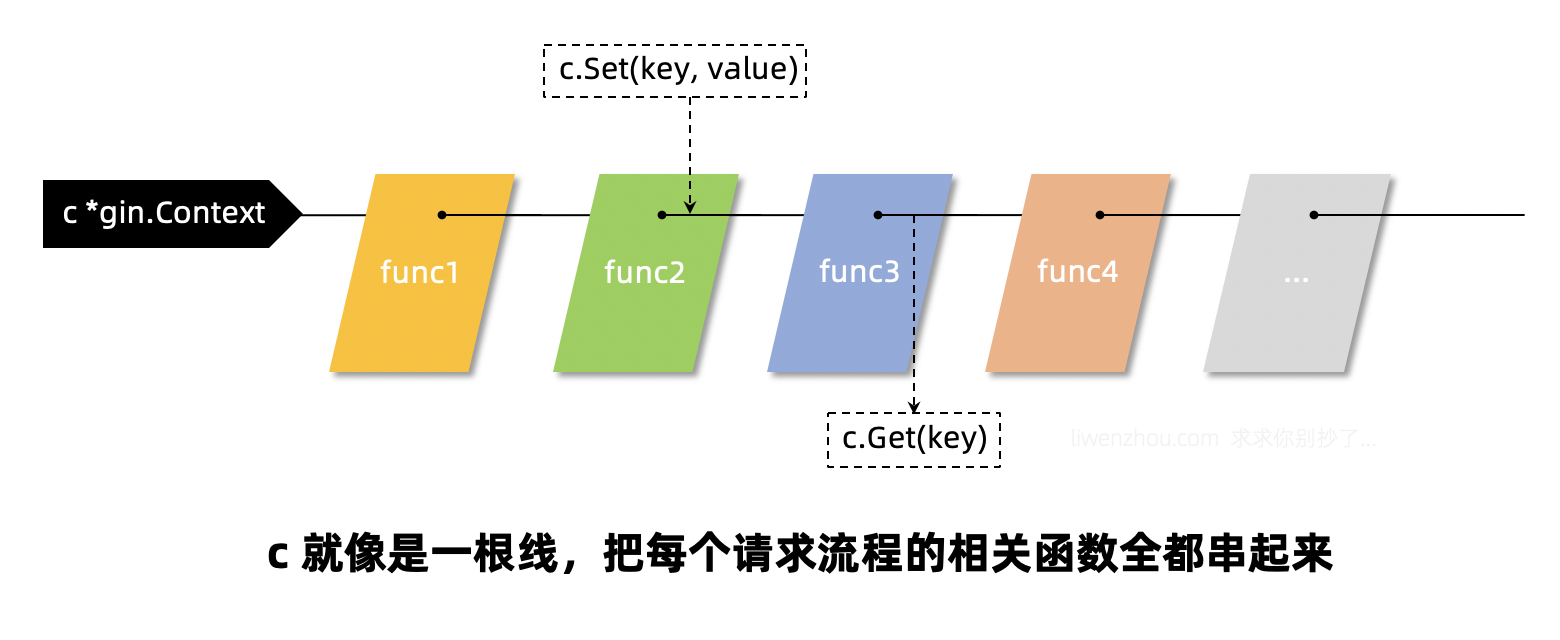 c.Set(key, value)
c *gin.Context
func1
func2
func3
func4
...
c.Get(key)
liwenzhou.com 求求你别抄了...
c 就像是一根线，把每个请求流程的相关函数全都串起来